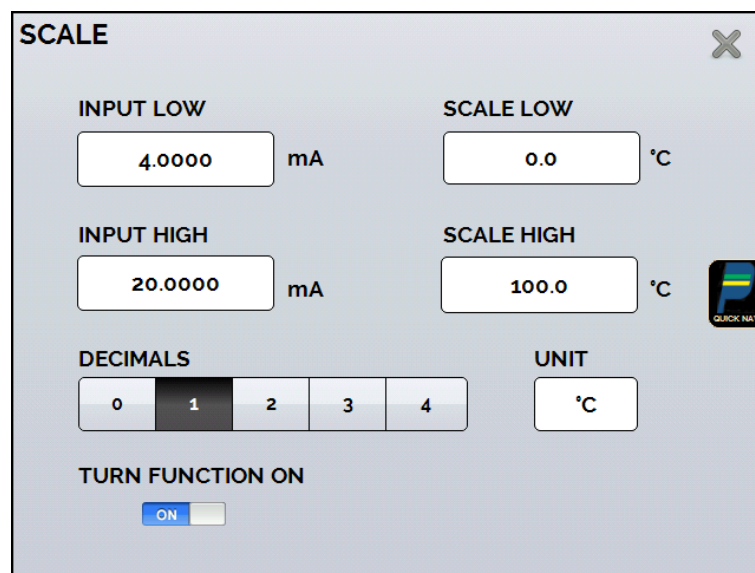 SCALE
INPUT LOW
4.0000 mA
SCALE LOW
0.0 °C
INPUT HIGH
20.0000 mA
SCALE HIGH
100.0 °C
DECIMALS
0 1 2 3 4
UNIT
°C
TURN FUNCTION ON
ON